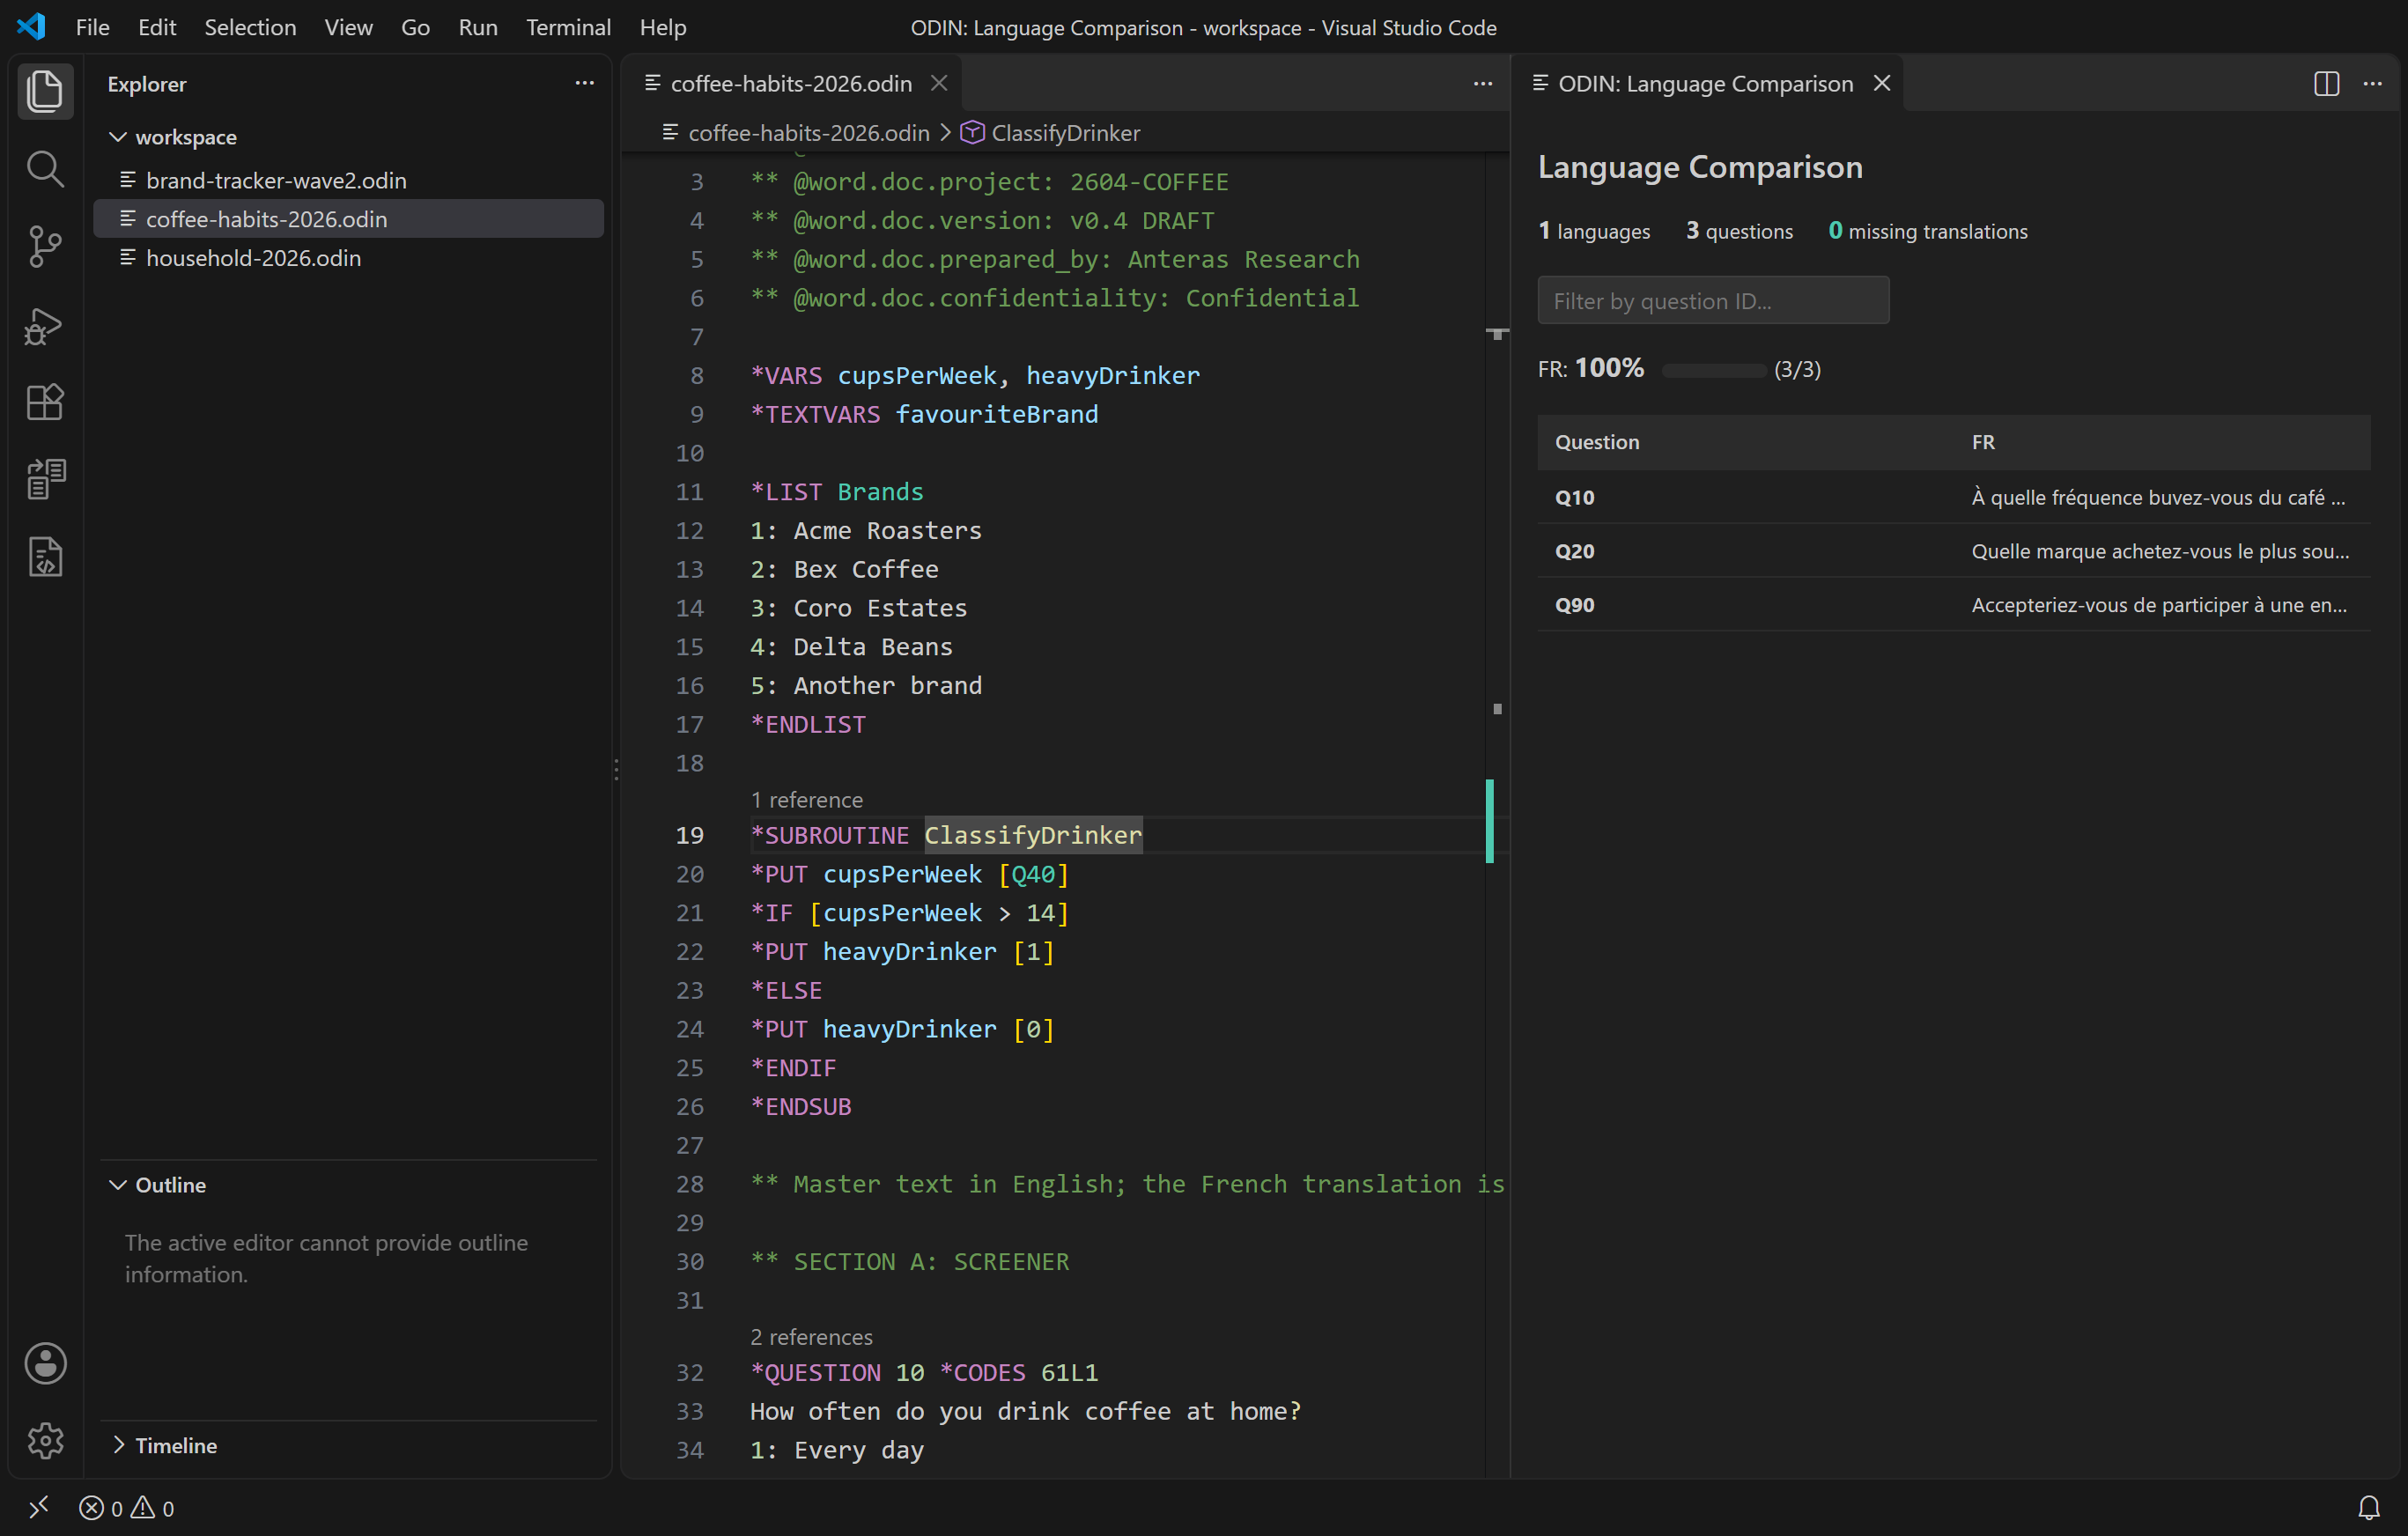 File Edit Selection View Go Run Terminal Help
ODIN: Language Comparison - workspace - Visual Studio Code
Explorer
workspace
brand-tracker-wave2.odin
coffee-habits-2026.odin
household-2026.odin
Outline
The active editor cannot provide outline
information.
Timeline
coffee-habits-2026.odin
coffee-habits-2026.odin > ClassifyDrinker
3 ** @word.doc.project: 2604-COFFEE
4 ** @word.doc.version: v0.4 DRAFT
5 ** @word.doc.prepared_by: Anteras Research
6 ** @word.doc.confidentiality: Confidential
7
8 *VARS cupsPerWeek, heavyDrinker
9 *TEXTVARS favouriteBrand
10
11 *LIST Brands
12 1: Acme Roasters
13 2: Bex Coffee
14 3: Coro Estates
15 4: Delta Beans
16 5: Another brand
17 *ENDLIST
18
1 reference
19 *SUBROUTINE ClassifyDrinker
20 *PUT cupsPerWeek [Q40]
21 *IF [cupsPerWeek > 14]
22 *PUT heavyDrinker [1]
23 *ELSE
24 *PUT heavyDrinker [0]
25 *ENDIF
26 *ENDSUB
27
28 ** Master text in English; the French translation is
29
30 ** SECTION A: SCREENER
31
2 references
32 *QUESTION 10 *CODES 61L1
33 How often do you drink coffee at home?
34 1: Every day
ODIN: Language Comparison
Language Comparison
1 languages 3 questions 0 missing translations
Filter by question ID...
FR: 100% (3/3)
Question FR
Q10 À quelle fréquence buvez-vous du café ...
Q20 Quelle marque achetez-vous le plus sou...
Q90 Accepteriez-vous de participer à une en...
0 0